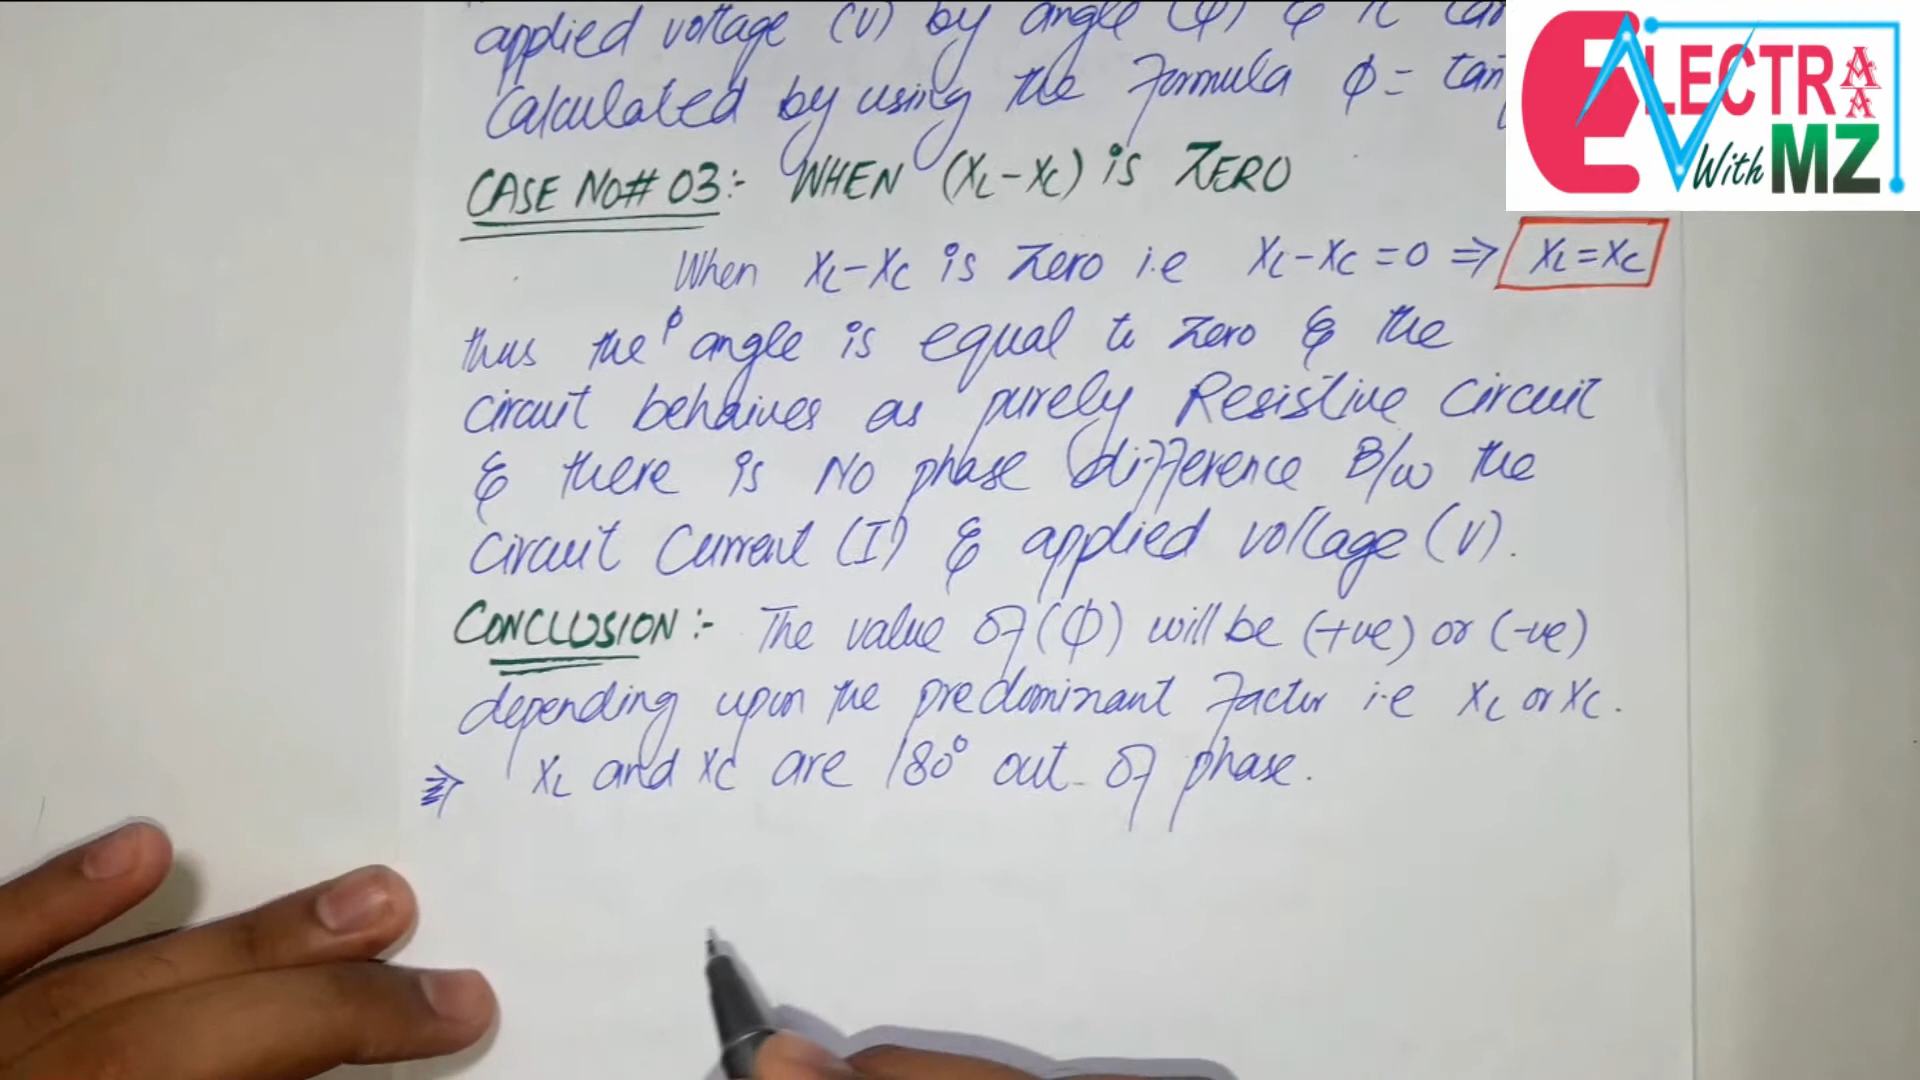 applied voltage (V) by angle (φ) & it can
Calculated by using the Formula φ = tan
ELECTRAAA
With MZ
CASE NO# 03:- WHEN (XL-XC) is ZERO
When XL-XC is Zero i.e XL-XC=0 ⇒ XL=XC
thus the φ angle is equal to Zero & the
circuit behaives as purely Resistive circuit
& there is No phase difference B/w the
Circuit Current (I) & applied voltage (V).
CONCLUSION:- The value of (φ) will be (+ve) or (-ve)
depending upon the predominant Factor i.e XL or XC.
⇒ XL and XC are 180° out of phase.